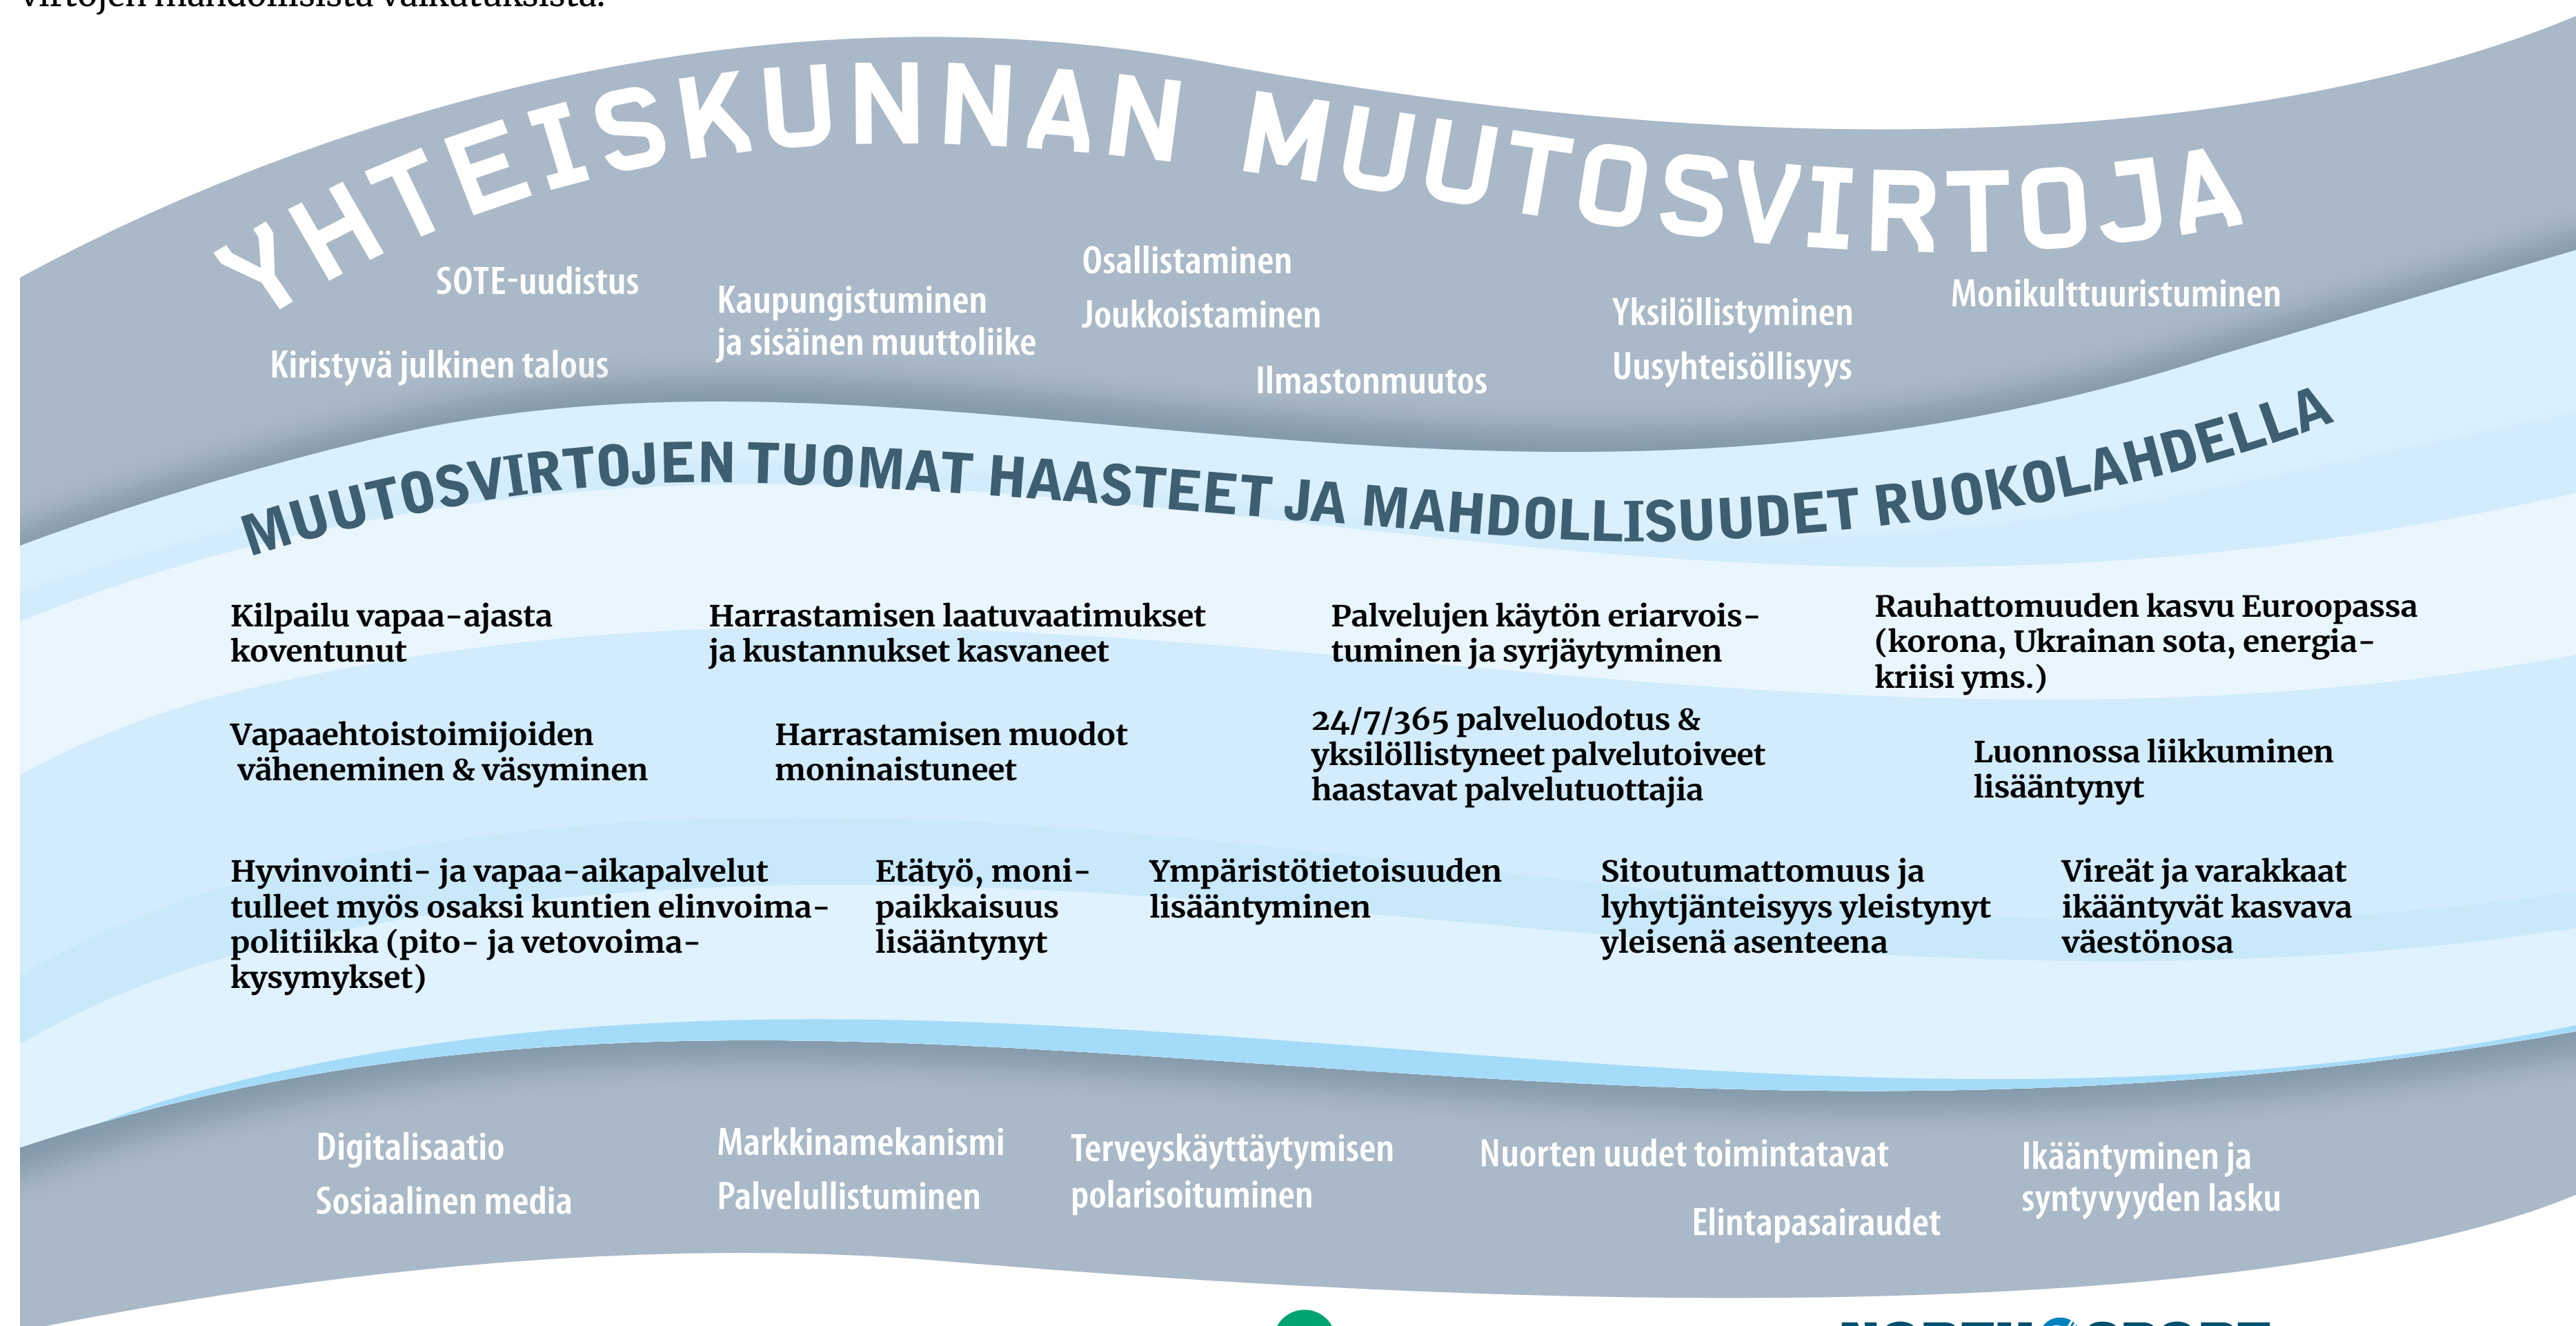 virtojen mahdollisista vaikutuksista.
YHTEISKUNNAN MUUTOSVIRTOJA
SOTE-uudistus
Kiristyvä julkinen talous
Kaupungistuminen
ja sisäinen muuttoliike
Osallistaminen
Joukkoistaminen
Ilmastonmuutos
Yksilöllistyminen
Uusyhteisöllisyys
Monikulttuuristuminen
MUUTOSVIRTOJEN TUOMAT HAASTEET JA MAHDOLLISUUDET RUOKOLAHDELLA
Kilpailu vapaa-ajasta
koventunut
Harrastamisen laatuvaatimukset
ja kustannukset kasvaneet
Palvelujen käytön eriarvois-
tuminen ja syrjäytyminen
Rauhattomuuden kasvu Euroopassa
(korona, Ukrainan sota, energia-
kriisi yms.)
Vapaaehtoistoimijoiden
väheneminen & väsyminen
Harrastamisen muodot
moninaistuneet
24/7/365 palveluodotus &
yksilöllistyneet palvelutoiveet
haastavat palvelutuottajia
Luonnossa liikkuminen
lisääntynyt
Hyvinvointi- ja vapaa-aikapalvelut
tulleet myös osaksi kuntien elinvoima-
politiikka (pito- ja vetovoima-
kysymykset)
Etätyö, moni-
paikkaisuus
lisääntynyt
Ympäristötietoisuuden
lisääntyminen
Sitoutumattomuus ja
lyhytjänteisyys yleistynyt
yleisenä asenteena
Vireät ja varakkaat
ikääntyvät kasvava
väestönosa
Digitalisaatio
Sosiaalinen media
Markkinamekanismi
Palvelullistuminen
Terveyskäyttäytymisen
polarisoituminen
Nuorten uudet toimintatavat
Elintapasairaudet
Ikääntyminen ja
syntyvyyden lasku